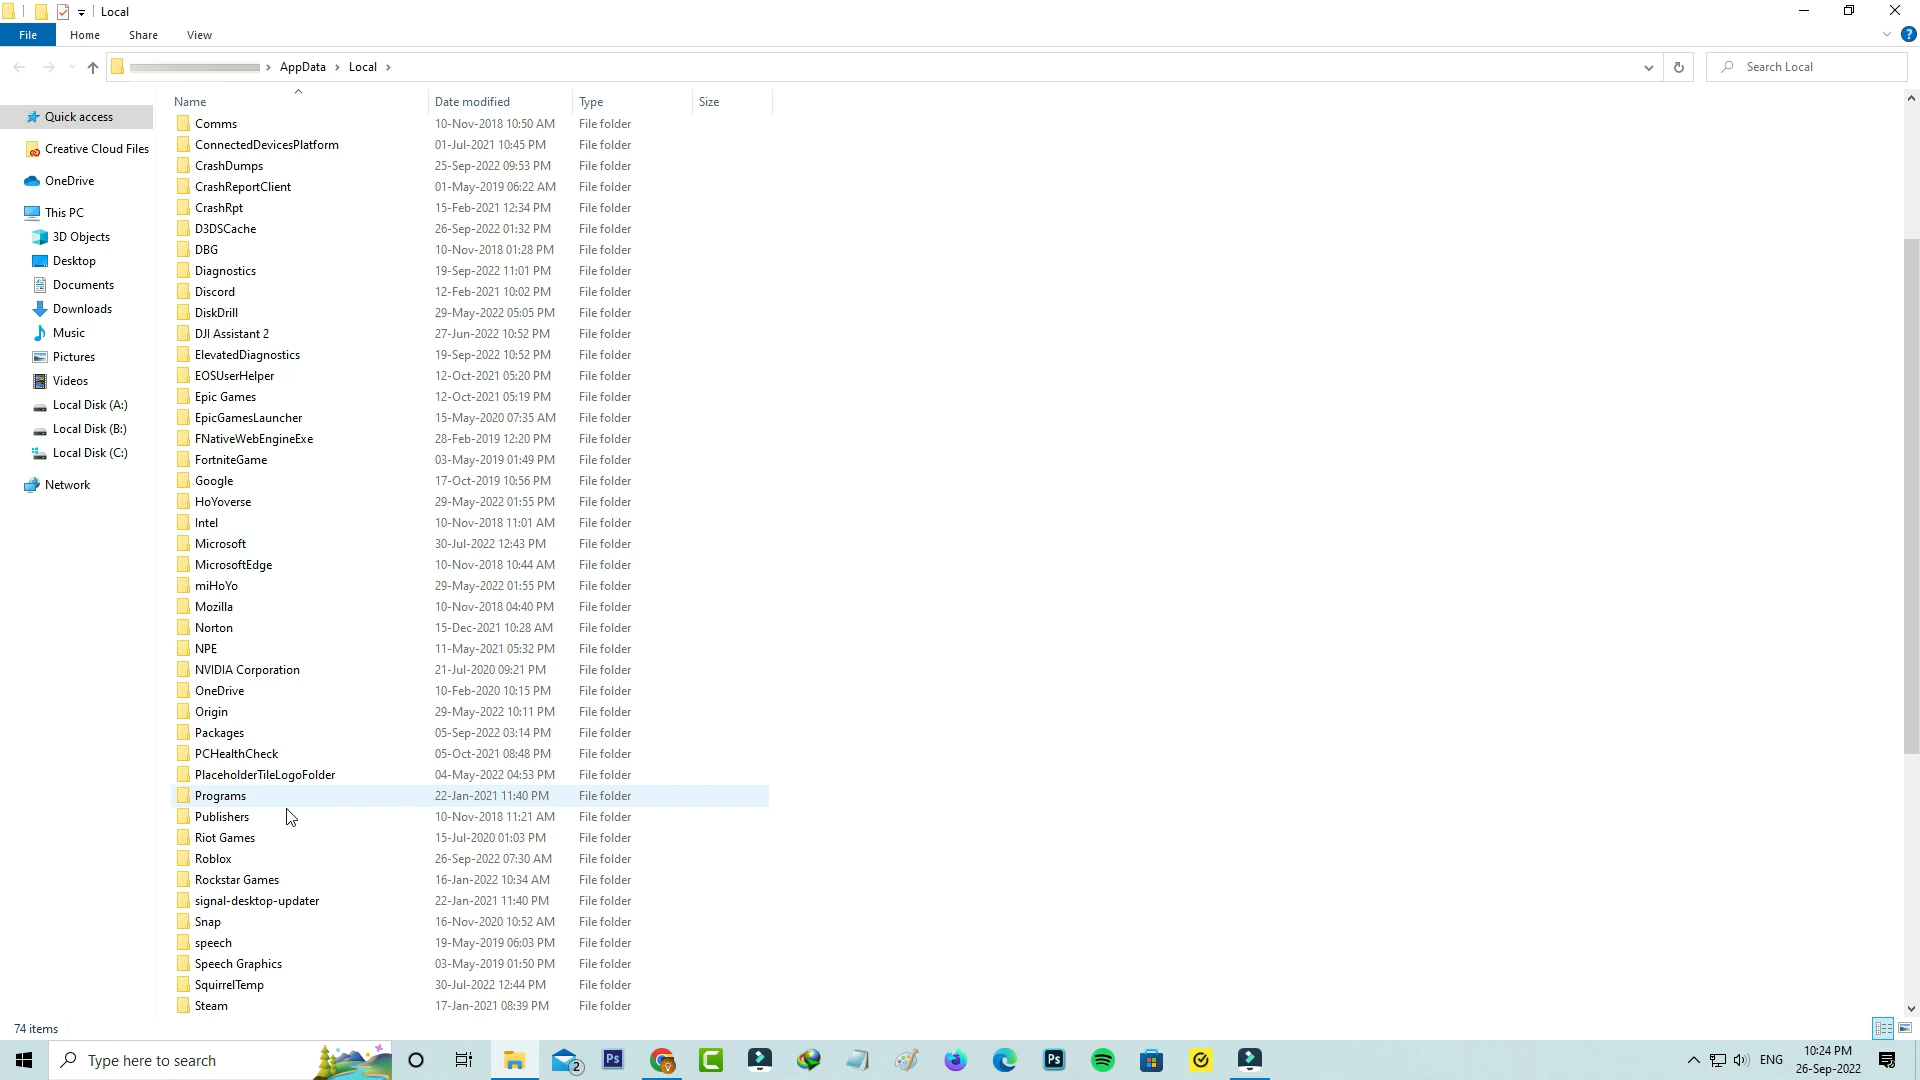 Local
File Home Share View
AppData Local
Search Local
Name Date modified Type Size
Quick access
Creative Cloud Files
OneDrive
This PC
3D Objects
Desktop
Documents
Downloads
Music
Pictures
Videos
Local Disk (A:)
Local Disk (B:)
Local Disk (C:)
Network
Comms 10-Nov-2018 10:50 AM File folder
ConnectedDevicesPlatform 01-Jul-2021 10:45 PM File folder
CrashDumps 25-Sep-2022 09:53 PM File folder
CrashReportClient 01-May-2019 06:22 AM File folder
CrashRpt 15-Feb-2021 12:34 PM File folder
D3DSCache 26-Sep-2022 01:32 PM File folder
DBG 10-Nov-2018 01:28 PM File folder
Diagnostics 19-Sep-2022 11:01 PM File folder
Discord 12-Feb-2021 10:02 PM File folder
DiskDrill 29-May-2022 05:05 PM File folder
DJI Assistant 2 27-Jun-2022 10:52 PM File folder
ElevatedDiagnostics 19-Sep-2022 10:52 PM File folder
EOSUserHelper 12-Oct-2021 05:20 PM File folder
Epic Games 12-Oct-2021 05:19 PM File folder
EpicGamesLauncher 15-May-2020 07:35 AM File folder
FNativeWebEngineExe 28-Feb-2019 12:20 PM File folder
FortniteGame 03-May-2019 01:49 PM File folder
Google 17-Oct-2019 10:56 PM File folder
HoYoverse 29-May-2022 01:55 PM File folder
Intel 10-Nov-2018 11:01 AM File folder
Microsoft 30-Jul-2022 12:43 PM File folder
MicrosoftEdge 10-Nov-2018 10:44 AM File folder
miHoYo 29-May-2022 01:55 PM File folder
Mozilla 10-Nov-2018 04:40 PM File folder
Norton 15-Dec-2021 10:28 AM File folder
NPE 11-May-2021 05:32 PM File folder
NVIDIA Corporation 21-Jul-2020 09:21 PM File folder
OneDrive 10-Feb-2020 10:15 PM File folder
Origin 29-May-2022 10:11 PM File folder
Packages 05-Sep-2022 03:14 PM File folder
PCHealthCheck 05-Oct-2021 08:48 PM File folder
PlaceholderTileLogoFolder 04-May-2022 04:53 PM File folder
Programs 22-Jan-2021 11:40 PM File folder
Publishers 10-Nov-2018 11:21 AM File folder
Riot Games 15-Jul-2020 01:03 PM File folder
Roblox 26-Sep-2022 07:30 AM File folder
Rockstar Games 16-Jan-2022 10:34 AM File folder
signal-desktop-updater 22-Jan-2021 11:40 PM File folder
Snap 16-Nov-2020 10:52 AM File folder
speech 19-May-2019 06:03 PM File folder
Speech Graphics 03-May-2019 01:50 PM File folder
SquirrelTemp 30-Jul-2022 12:44 PM File folder
Steam 17-Jan-2021 08:39 PM File folder
74 items
Type here to search
2
Ps
Ps
ENG
10:24 PM
26-Sep-2022